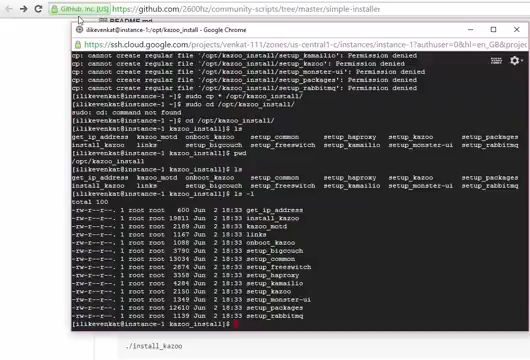 GitHub, Inc. [US]
https://github.com/2600hz/community-scripts/tree/master/simple-installer
README.md
ilikevenkat@instance-1: kazoo_install/ - Google Chrome
https://ssh.cloud.google.com/projects/venkat-111/zones/us-central1-c/instances/instance-1?authuser=0&hl=en_GB&projec
cp: cannot create regular file '/opt/kazoo_install/setup_kamailio': Permission denied
cp: cannot create regular file '/opt/kazoo_install/setup_kazoo': Permission denied
cp: cannot create regular file '/opt/kazoo_install/setup_monster-ui': Permission denied
cp: cannot create regular file '/opt/kazoo_install/setup_packages': Permission denied
cp: cannot create regular file '/opt/kazoo_install/setup_rabbitmq': Permission denied
[ilikevenkat@instance-1 ~]$ sudo cp * /opt/kazoo_install/
[ilikevenkat@instance-1 ~]$ sudo cd /opt/kazoo_install/
sudo: cd: command not found
[ilikevenkat@instance-1 ~]$ cd /opt/kazoo_install/
[ilikevenkat@instance-1 kazoo_install]$ ls
get_ip_address kazoo_motd onboot_kazoo setup_common setup_haproxy setup_kazoo setup_packages
install_kazoo links setup_bigcouch setup_freeswitch setup_kamailio setup_monster-ui setup_rabbitmq
[ilikevenkat@instance-1 kazoo_install]$ pwd
/opt/kazoo_install
[ilikevenkat@instance-1 kazoo_install]$ ls
get_ip_address kazoo_motd onboot_kazoo setup_common setup_haproxy setup_kazoo setup_packages
install_kazoo links setup_bigcouch setup_freeswitch setup_kamailio setup_monster-ui setup_rabbitmq
[ilikevenkat@instance-1 kazoo_install]$ ls -l
total 100
-rw-r--r--. 1 root root 600 Jun 2 18:33 get_ip_address
-rw-r--r--. 1 root root 19811 Jun 2 18:33 install_kazoo
-rw-r--r--. 1 root root 2189 Jun 2 18:33 kazoo_motd
-rw-r--r--. 1 root root 1167 Jun 2 18:33 links
-rw-r--r--. 1 root root 1088 Jun 2 18:33 onboot_kazoo
-rw-r--r--. 1 root root 3790 Jun 2 18:33 setup_bigcouch
-rw-r--r--. 1 root root 13034 Jun 2 18:33 setup_common
-rw-r--r--. 1 root root 2874 Jun 2 18:33 setup_freeswitch
-rw-r--r--. 1 root root 3358 Jun 2 18:33 setup_haproxy
-rw-r--r--. 1 root root 4284 Jun 2 18:33 setup_kamailio
-rw-r--r--. 1 root root 2150 Jun 2 18:33 setup_kazoo
-rw-r--r--. 1 root root 1349 Jun 2 18:33 setup_monster-ui
-rw-r--r--. 1 root root 12610 Jun 2 18:33 setup_packages
-rw-r--r--. 1 root root 1139 Jun 2 18:33 setup_rabbitmq
[ilikevenkat@instance-1 kazoo_install]$
./install_kazoo